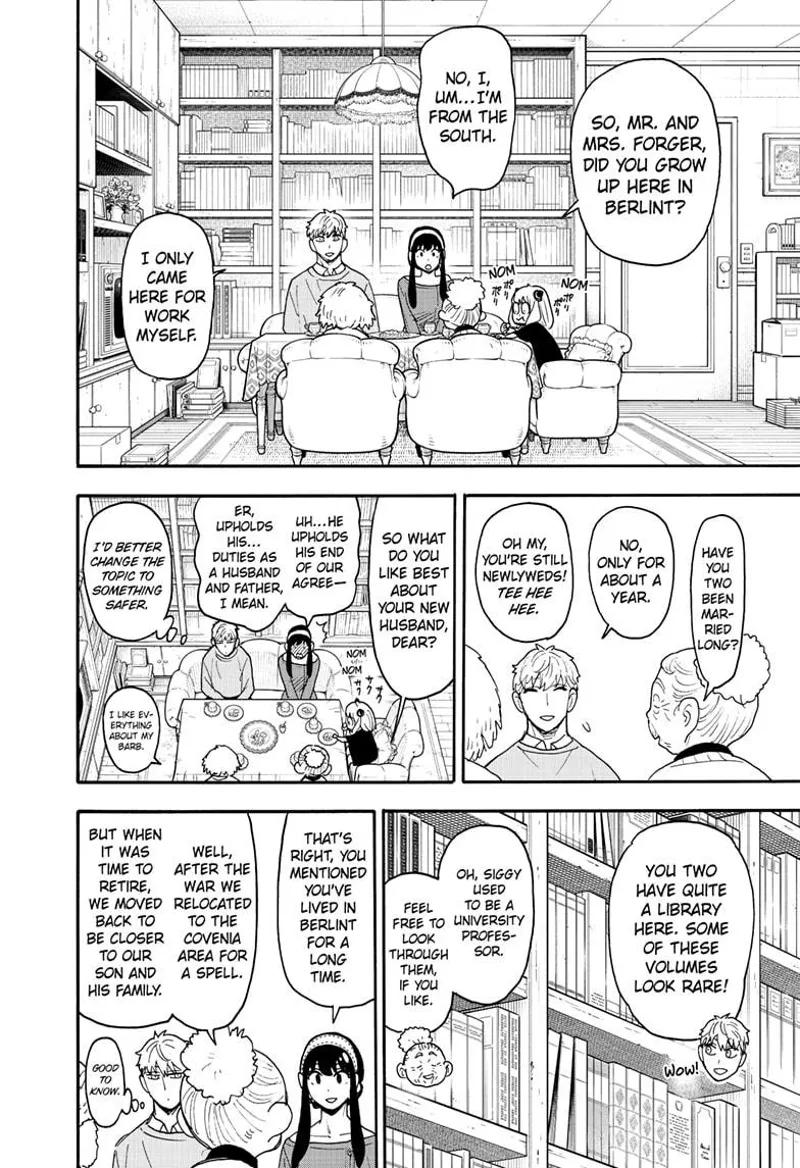 SO, MR. AND
MRS. FORGER,
DID YOU GROW
UP HERE IN
BERLINT?
NO, I,
UM...I'M
FROM THE
SOUTH.
I ONLY
CAME
HERE FOR
WORK
MYSELF.
NOM
ポリ
NOM
ポリ
HAVE
YOU TWO
BEEN
MAR-
RIED
LONG?
NO,
ONLY FOR
ABOUT A
YEAR.
OH MY,
YOU'RE STILL
NEWLYWEDS!
TEE HEE
HEE.
SO WHAT
DO YOU
LIKE BEST
ABOUT
YOUR NEW
HUSBAND,
DEAR?
UH...HE
UPHOLDS
HIS END
OF OUR
AGREE—
ER,
UPHOLDS
HIS...
DUTIES AS
A HUSBAND
AND FATHER,
I MEAN.
I'D BETTER
CHANGE THE
TOPIC TO
SOMETHING
SAFER.
NOM
NOM
サク
サク
I LIKE EV-
ERYTHING
ABOUT MY
BARB.
YOU TWO
HAVE QUITE
A LIBRARY
HERE. SOME
OF THESE
VOLUMES
LOOK RARE!
WOW!
OH, SIGGY
USED
TO BE A
UNIVERSITY
PROFES-
SOR.
FEEL
FREE TO
LOOK
THROUGH
THEM,
IF YOU
LIKE.
THAT'S
RIGHT, YOU
MENTIONED
YOU'VE
LIVED IN
BERLINT
FOR A
LONG
TIME.
WELL,
AFTER THE
WAR WE
RELOCATED
TO THE
COVENIA
AREA FOR
A SPELL.
BUT WHEN
IT WAS
TIME TO
RETIRE,
WE MOVED
BACK TO
BE CLOSER
TO OUR
SON AND
HIS FAMILY.
GOOD
TO
KNOW.